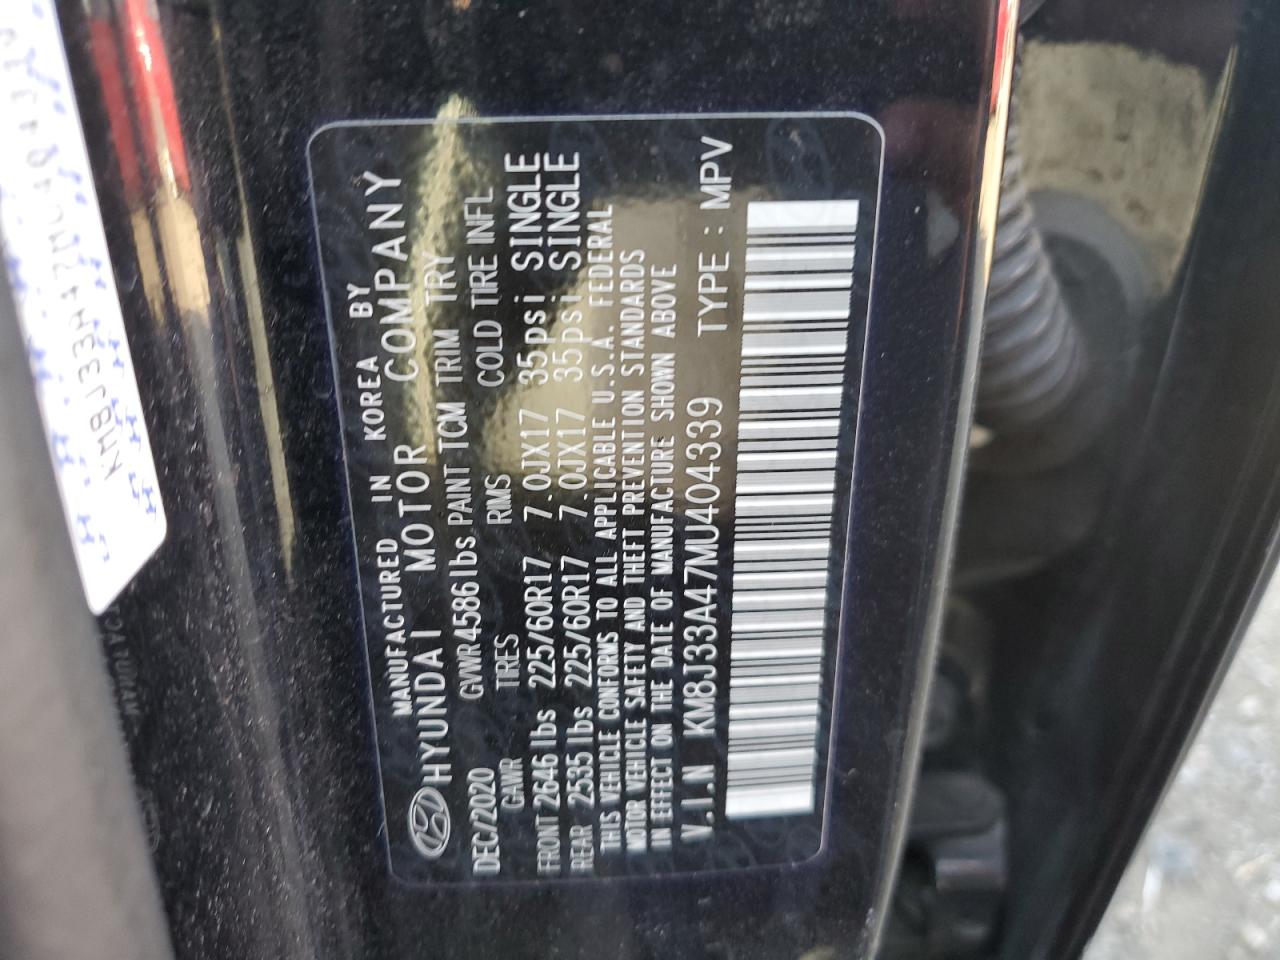 MANUFACTURED IN KOREA BY
HYUNDAI MOTOR COMPANY
DEC/2020 GVWR 4586 lbs PAINT TCM TRIM TRY
GAWR TIRES RIMS COLD TIRE INFL
FRONT 2646 lbs 225/60R17 7.0JX17 35psi SINGLE
REAR 2535 lbs 225/60R17 7.0JX17 35psi SINGLE
THIS VEHICLE CONFORMS TO ALL APPLICABLE U.S.A. FEDERAL
MOTOR VEHICLE SAFETY AND THEFT PREVENTION STANDARDS
IN EFFECT ON THE DATE OF MANUFACTURE SHOWN ABOVE
V.I.N KM8J33A47MU404339 TYPE : MPV